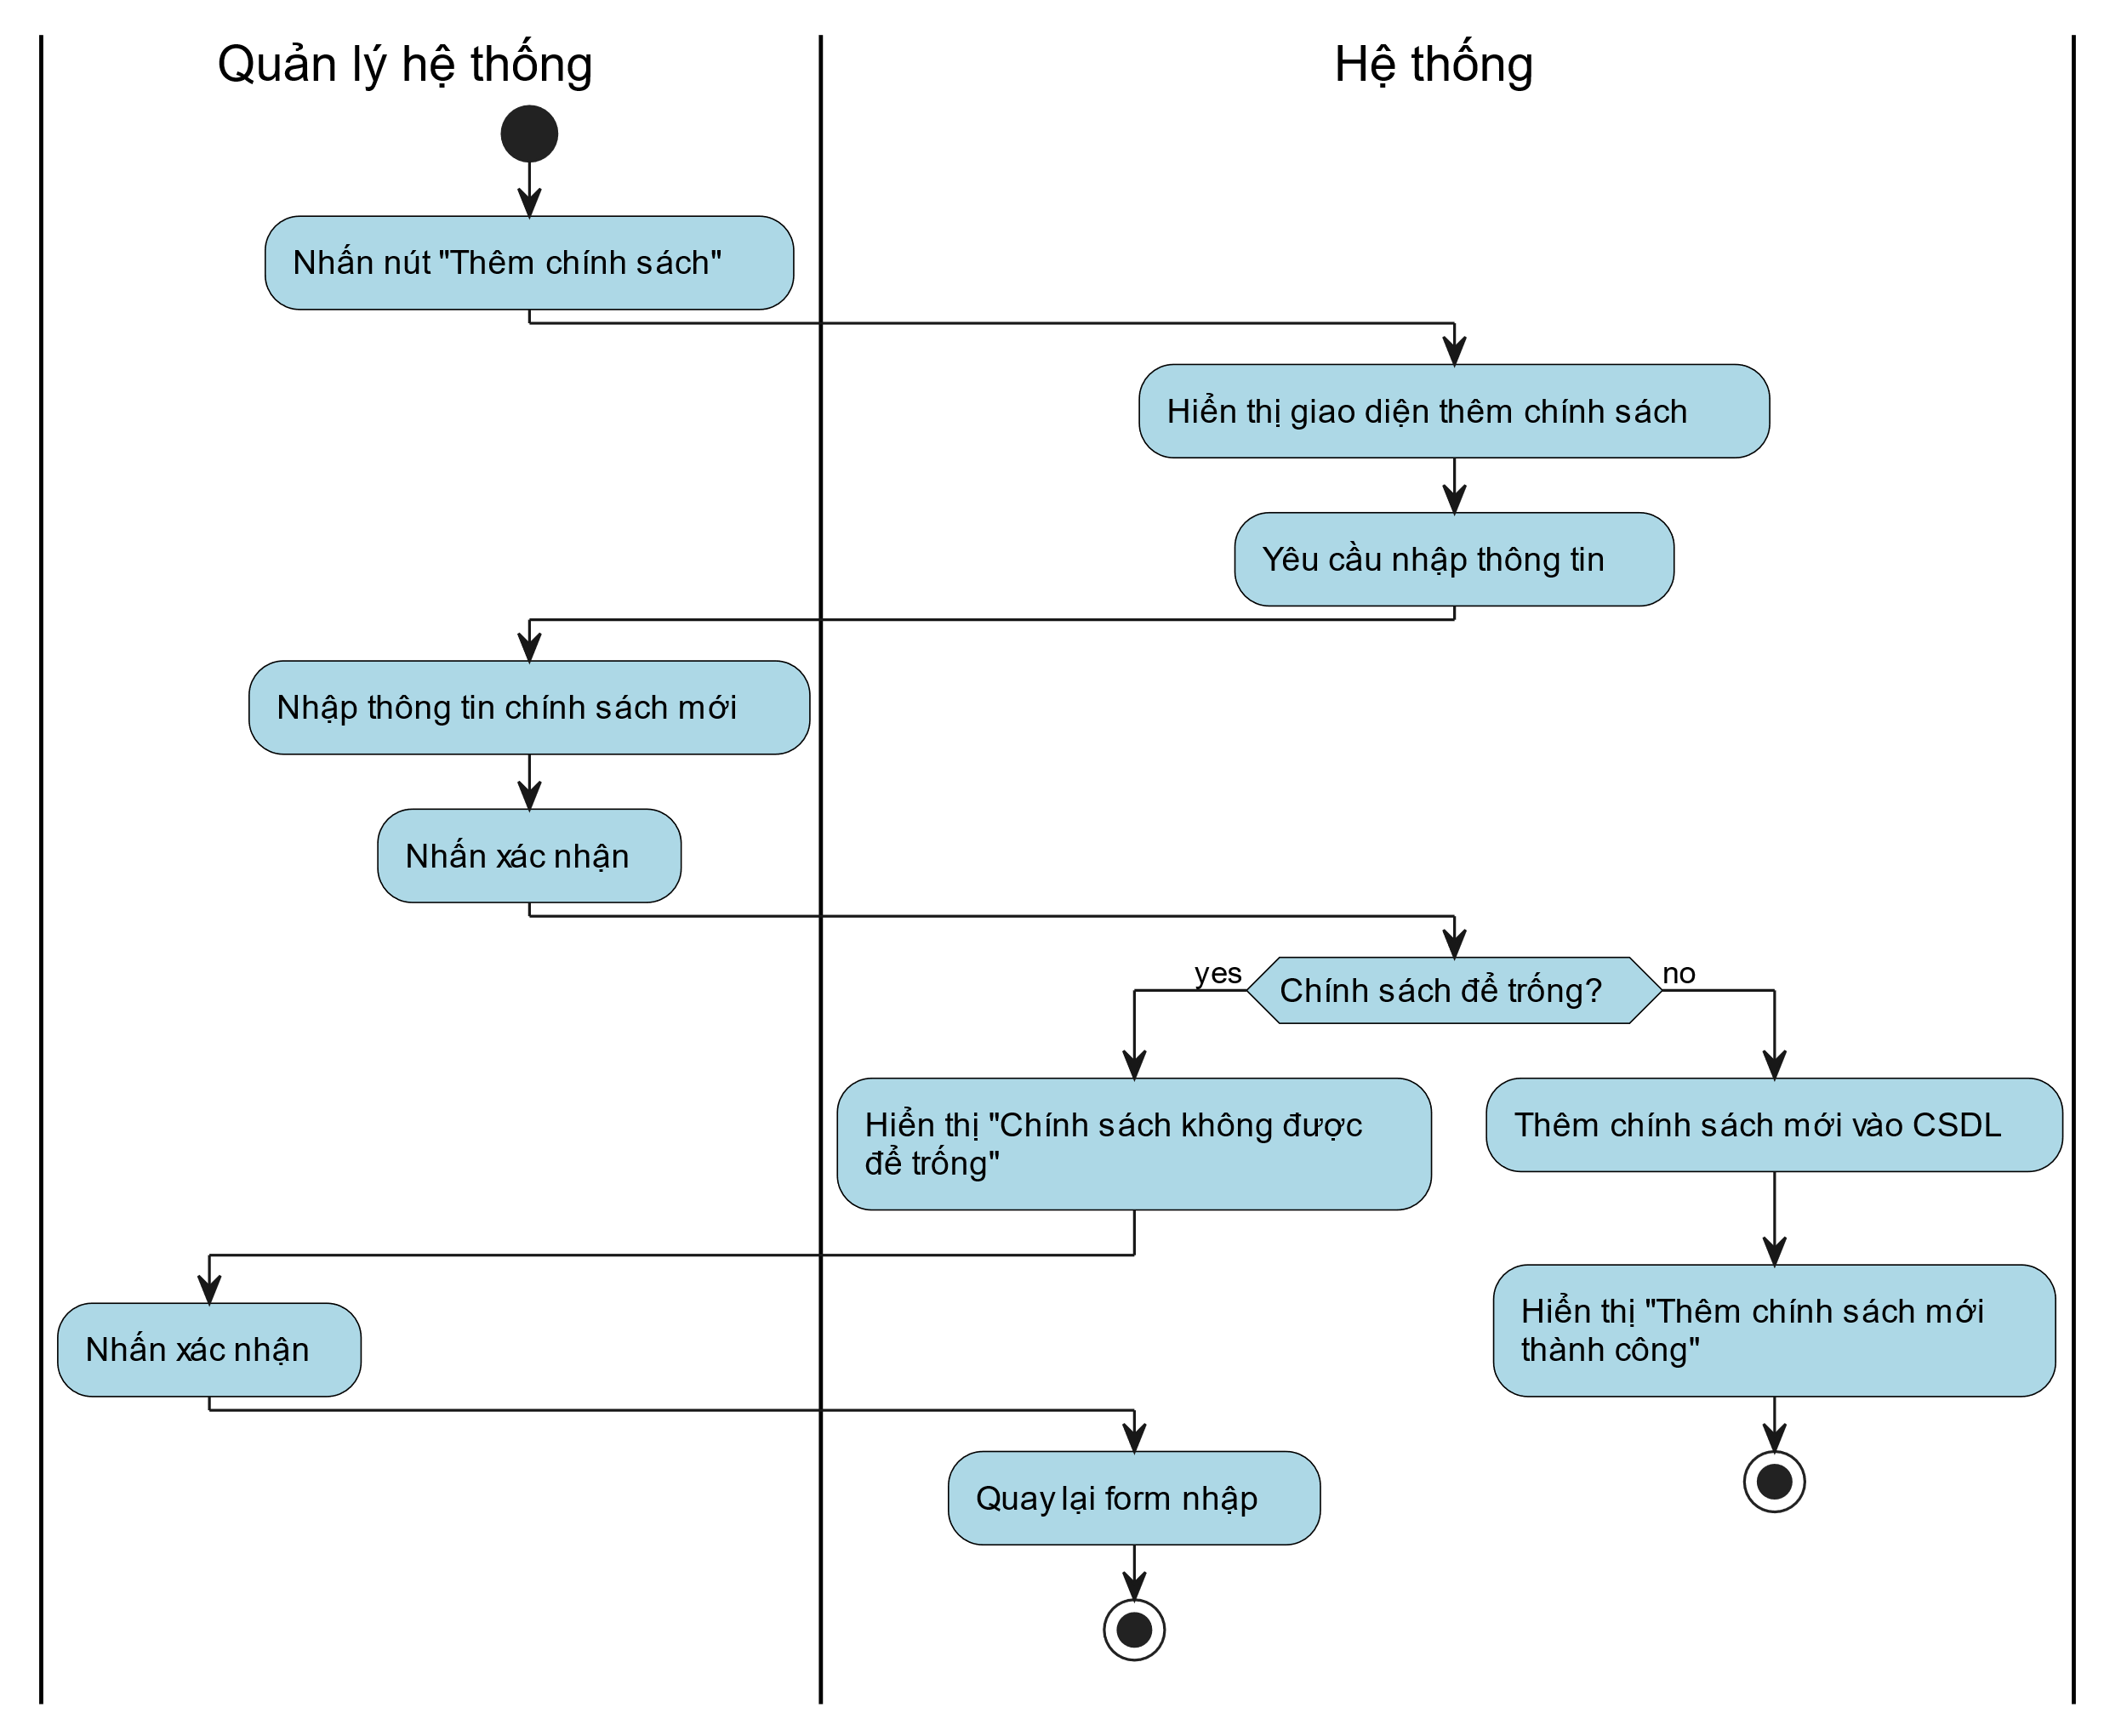 Quản lý hệ thống
Hệ thống
Nhấn nút "Thêm chính sách"
Hiển thị giao diện thêm chính sách
Yêu cầu nhập thông tin
Nhập thông tin chính sách mới
Nhấn xác nhận
yes
Chính sách để trống?
no
Hiển thị "Chính sách không được
để trống"
Thêm chính sách mới vào CSDL
Nhấn xác nhận
Hiển thị "Thêm chính sách mới
thành công"
Quay lại form nhập